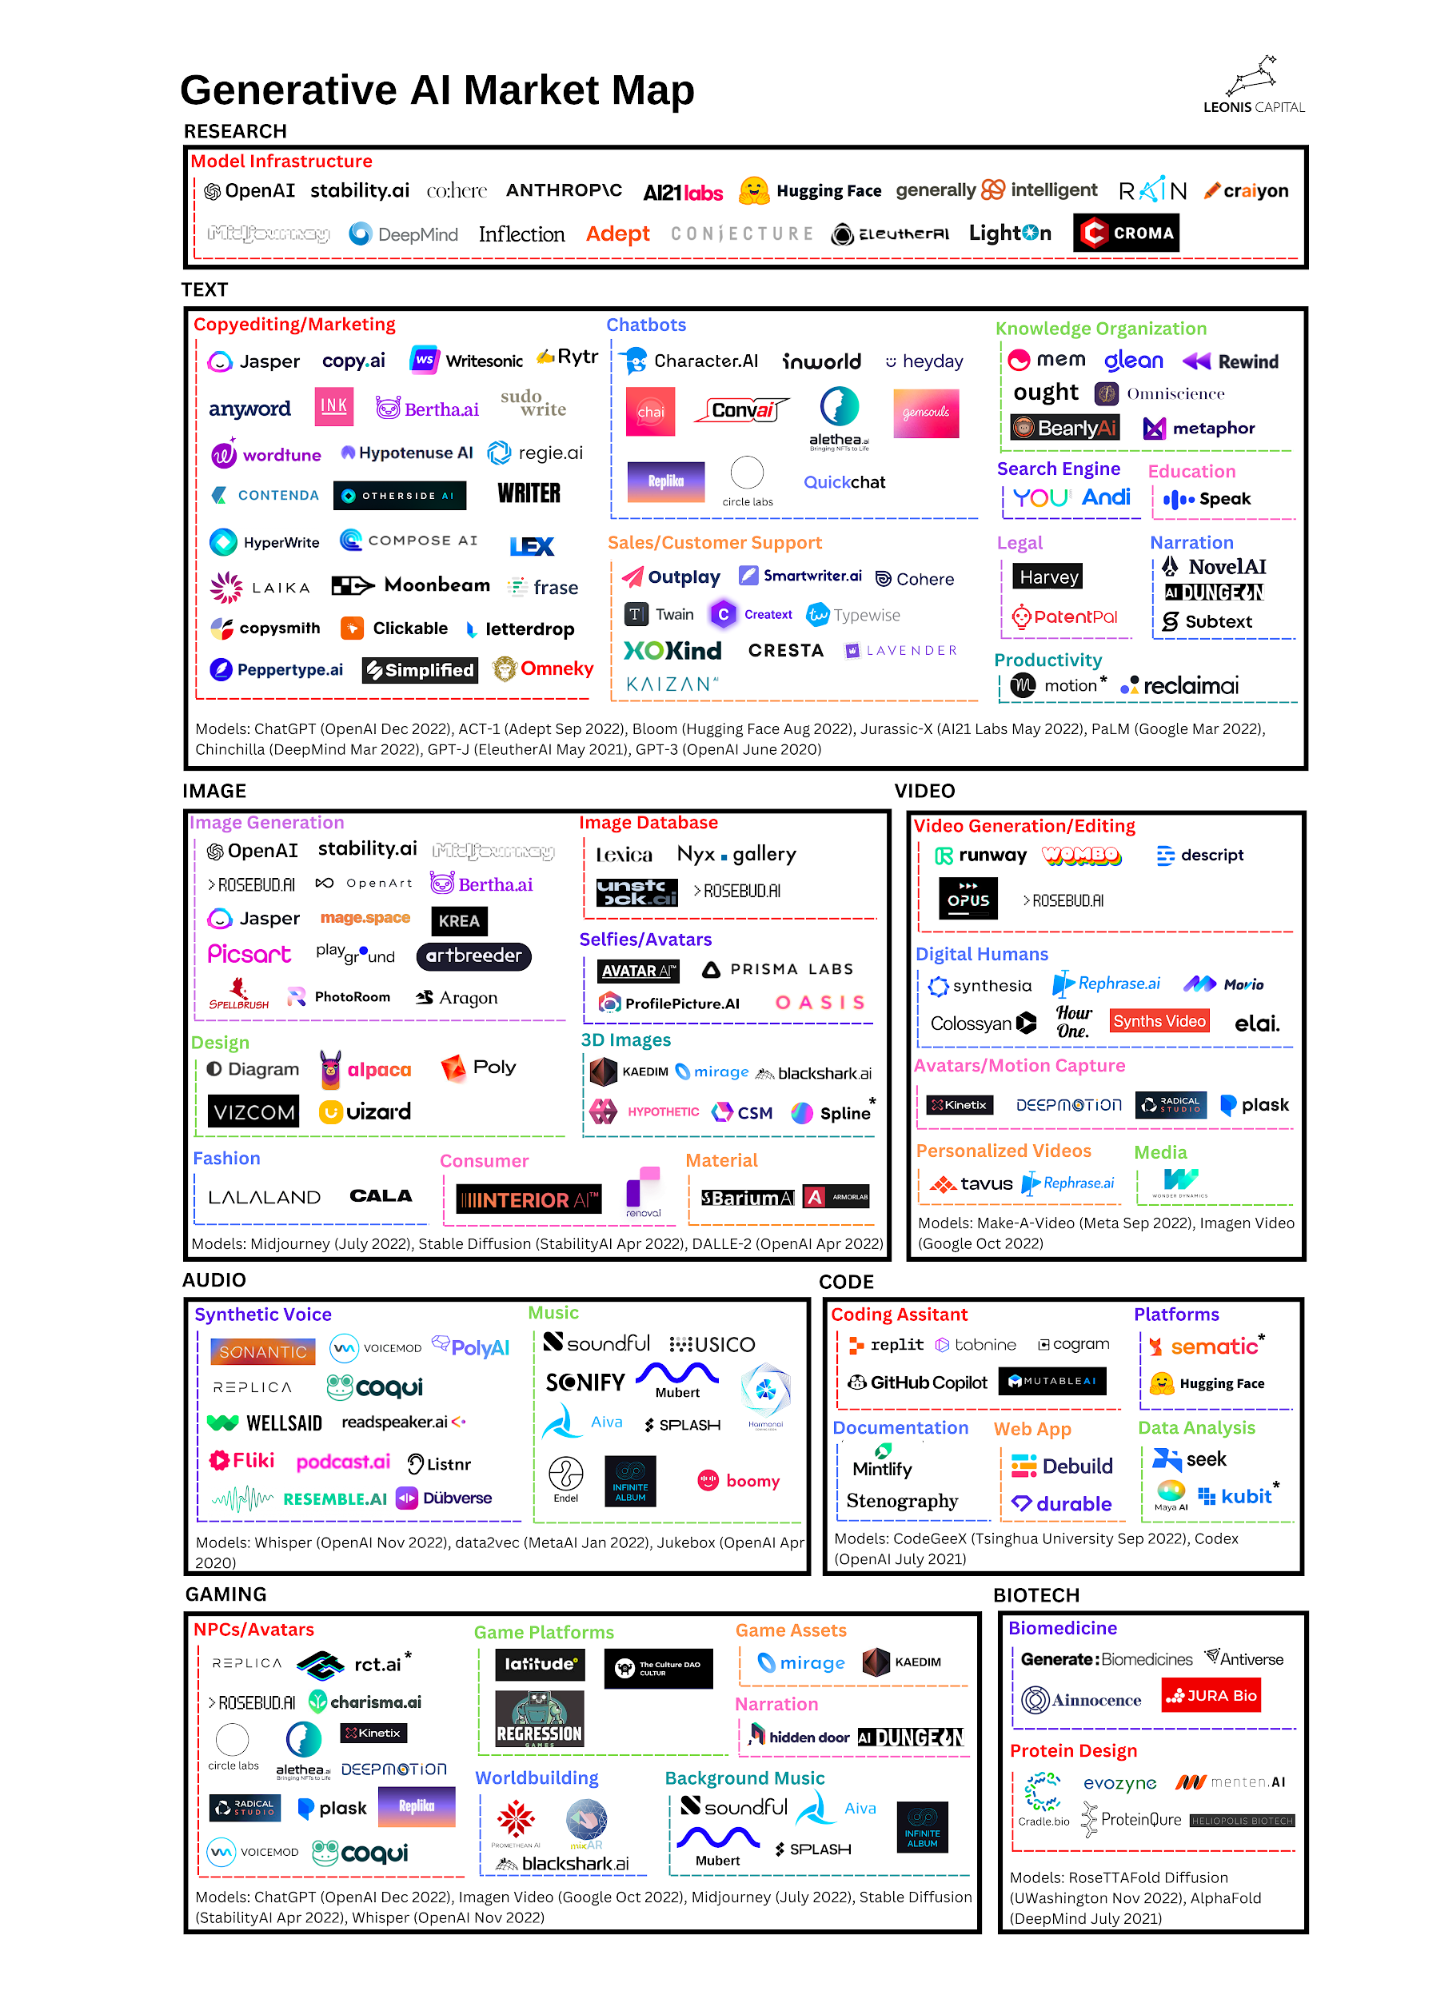 Generative AI Market Map
LEONIS CAPITAL
RESEARCH
Model Infrastructure
OpenAI stability.ai co:here ANTHROP\C AI21labs Hugging Face generally intelligent RAIN craiyon
Midjourney DeepMind Inflection Adept CONJECTURE EleutherAI LightOn CROMA
TEXT
Copyediting/Marketing
Jasper copy.ai WS Writesonic Rytr
anyword INK Bertha.ai sudo write
wordtune Hypotenuse AI regie.ai
CONTENDA OTHERSIDE AI WRITER
HyperWrite COMPOSE AI LEX
LAIKA Moonbeam frase
copysmith Clickable letterdrop
Peppertype.ai Simplified Omneky
Chatbots
Character.AI inworld heyday
chai Convai alethea.ai Bringing NFTs to Life gemsouls
Replika circle labs Quickchat
Sales/Customer Support
Outplay Smartwriter.ai Cohere
T Twain C Creatext tw Typewise
XOKind CRESTA LAVENDER
KAIZAN
Knowledge Organization
mem glean Rewind
ought Omniscience
BearlyAi metaphor
Search Engine
YOU Andi
Education
Speak
Legal
Harvey
PatentPal
Narration
NovelAI
AI DUNGEON
Subtext
Productivity
motion* reclaimai
Models: ChatGPT (OpenAI Dec 2022), ACT-1 (Adept Sep 2022), Bloom (Hugging Face Aug 2022), Jurassic-X (AI21 Labs May 2022), PaLM (Google Mar 2022),
Chinchilla (DeepMind Mar 2022), GPT-J (EleutherAI May 2021), GPT-3 (OpenAI June 2020)
IMAGE
Image Generation
OpenAI stability.ai Midjourney
>ROSEBUD.AI OpenArt Bertha.ai
Jasper mage.space KREA
Picsart playground artbreeder
SPELLBRUSH PhotoRoom Aragon
Design
Diagram alpaca Poly
VIZCOM uizard
Image Database
Lexica Nyx.gallery
unstock.ai >ROSEBUD.AI
Selfies/Avatars
AVATAR AI™ PRISMA LABS
ProfilePicture.AI OASIS
3D Images
KAEDIM mirage blackshark.ai
HYPOTHETIC CSM Spline*
Fashion
LALALAND CALA
Consumer
INTERIOR AI™ renoval
Material
BariumAI ARMORLAB
Models: Midjourney (July 2022), Stable Diffusion (StabilityAI Apr 2022), DALLE-2 (OpenAI Apr 2022)
VIDEO
Video Generation/Editing
runway WOMBO descript
OPUS >ROSEBUD.AI
Digital Humans
synthesia Rephrase.ai Movio
Colossyan Hour One. Synths Video elai.
Avatars/Motion Capture
Kinetix DEEPMOTION RADICAL STUDIO plask
Personalized Videos
tavus Rephrase.ai
Media
WONDER DYNAMICS
Models: Make-A-Video (Meta Sep 2022), Imagen Video
(Google Oct 2022)
AUDIO
Synthetic Voice
SONANTIC VOICEMOD PolyAI
REPLICA coqui
WELLSAID readspeaker.ai
Fliki podcast.ai Listnr
RESEMBLE.AI Dubverse
Music
soundful MUSICO
SONIFY Mubert Harmonai
Aiva SPLASH
Endel INFINITE ALBUM boomy
Models: Whisper (OpenAI Nov 2022), data2vec (MetaAI Jan 2022), Jukebox (OpenAI Apr
2020)
CODE
Coding Assitant
replit tabnine cogram
GitHub Copilot MUTABLEAI
Platforms
sematic*
Hugging Face
Documentation
Mintlify
Stenography
Web App
Debuild
durable
Data Analysis
seek
Maya AI kubit*
Models: CodeGeeX (Tsinghua University Sep 2022), Codex
(OpenAI July 2021)
GAMING
NPCs/Avatars
REPLICA rct.ai*
>ROSEBUD.AI charisma.ai
circle labs alethea.ai Bringing NFTs to Life Kinetix
DEEPMOTION
RADICAL STUDIO plask Replika
VOICEMOD coqui
Game Platforms
latitude The Culture DAO CULTUR
REGRESSION GAMES
Game Assets
mirage KAEDIM
Narration
hidden door AI DUNGEON
Worldbuilding
PROMETHEAN AI mixAR
blackshark.ai
Background Music
soundful Aiva
Mubert SPLASH INFINITE ALBUM
Models: ChatGPT (OpenAI Dec 2022), Imagen Video (Google Oct 2022), Midjourney (July 2022), Stable Diffusion
(StabilityAI Apr 2022), Whisper (OpenAI Nov 2022)
BIOTECH
Biomedicine
Generate:Biomedicines Antiverse
Ainnocence JURA Bio
Protein Design
Cradle.bio evozyne menten.AI
ProteinQure HELIOPOLIS BIOTECH
Models: RoseTTAFold Diffusion
(UWashington Nov 2022), AlphaFold
(DeepMind July 2021)